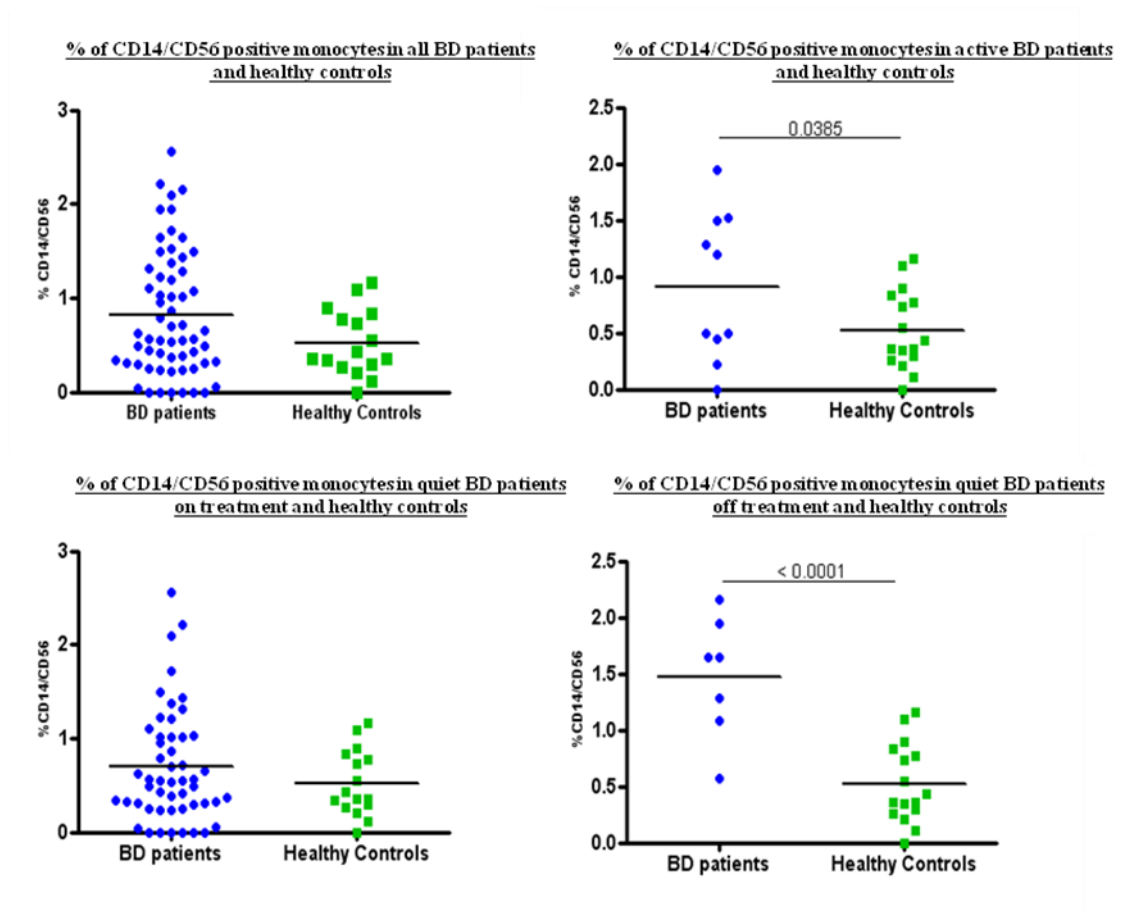 % of CD14/CD56 positive monocytes in all BD patients
and healthy controls
3
2
1
0
% CD14/CD56
BD patients
Healthy Controls
% of CD14/CD56 positive monocytes in active BD patients
and healthy controls
2.5
2.0
1.5
1.0
0.5
0.0
% CD14/CD56
0.0385
BD patients
Healthy Controls
% of CD14/CD56 positive monocytes in quiet BD patients
on treatment and healthy controls
3
2
1
0
%CD14/CD56
BD patients
Healthy Controls
% of CD14/CD56 positive monocytes in quiet BD patients
off treatment and healthy controls
2.5
2.0
1.5
1.0
0.5
0.0
%CD14/CD56
< 0.0001
BD patients
Healthy Controls